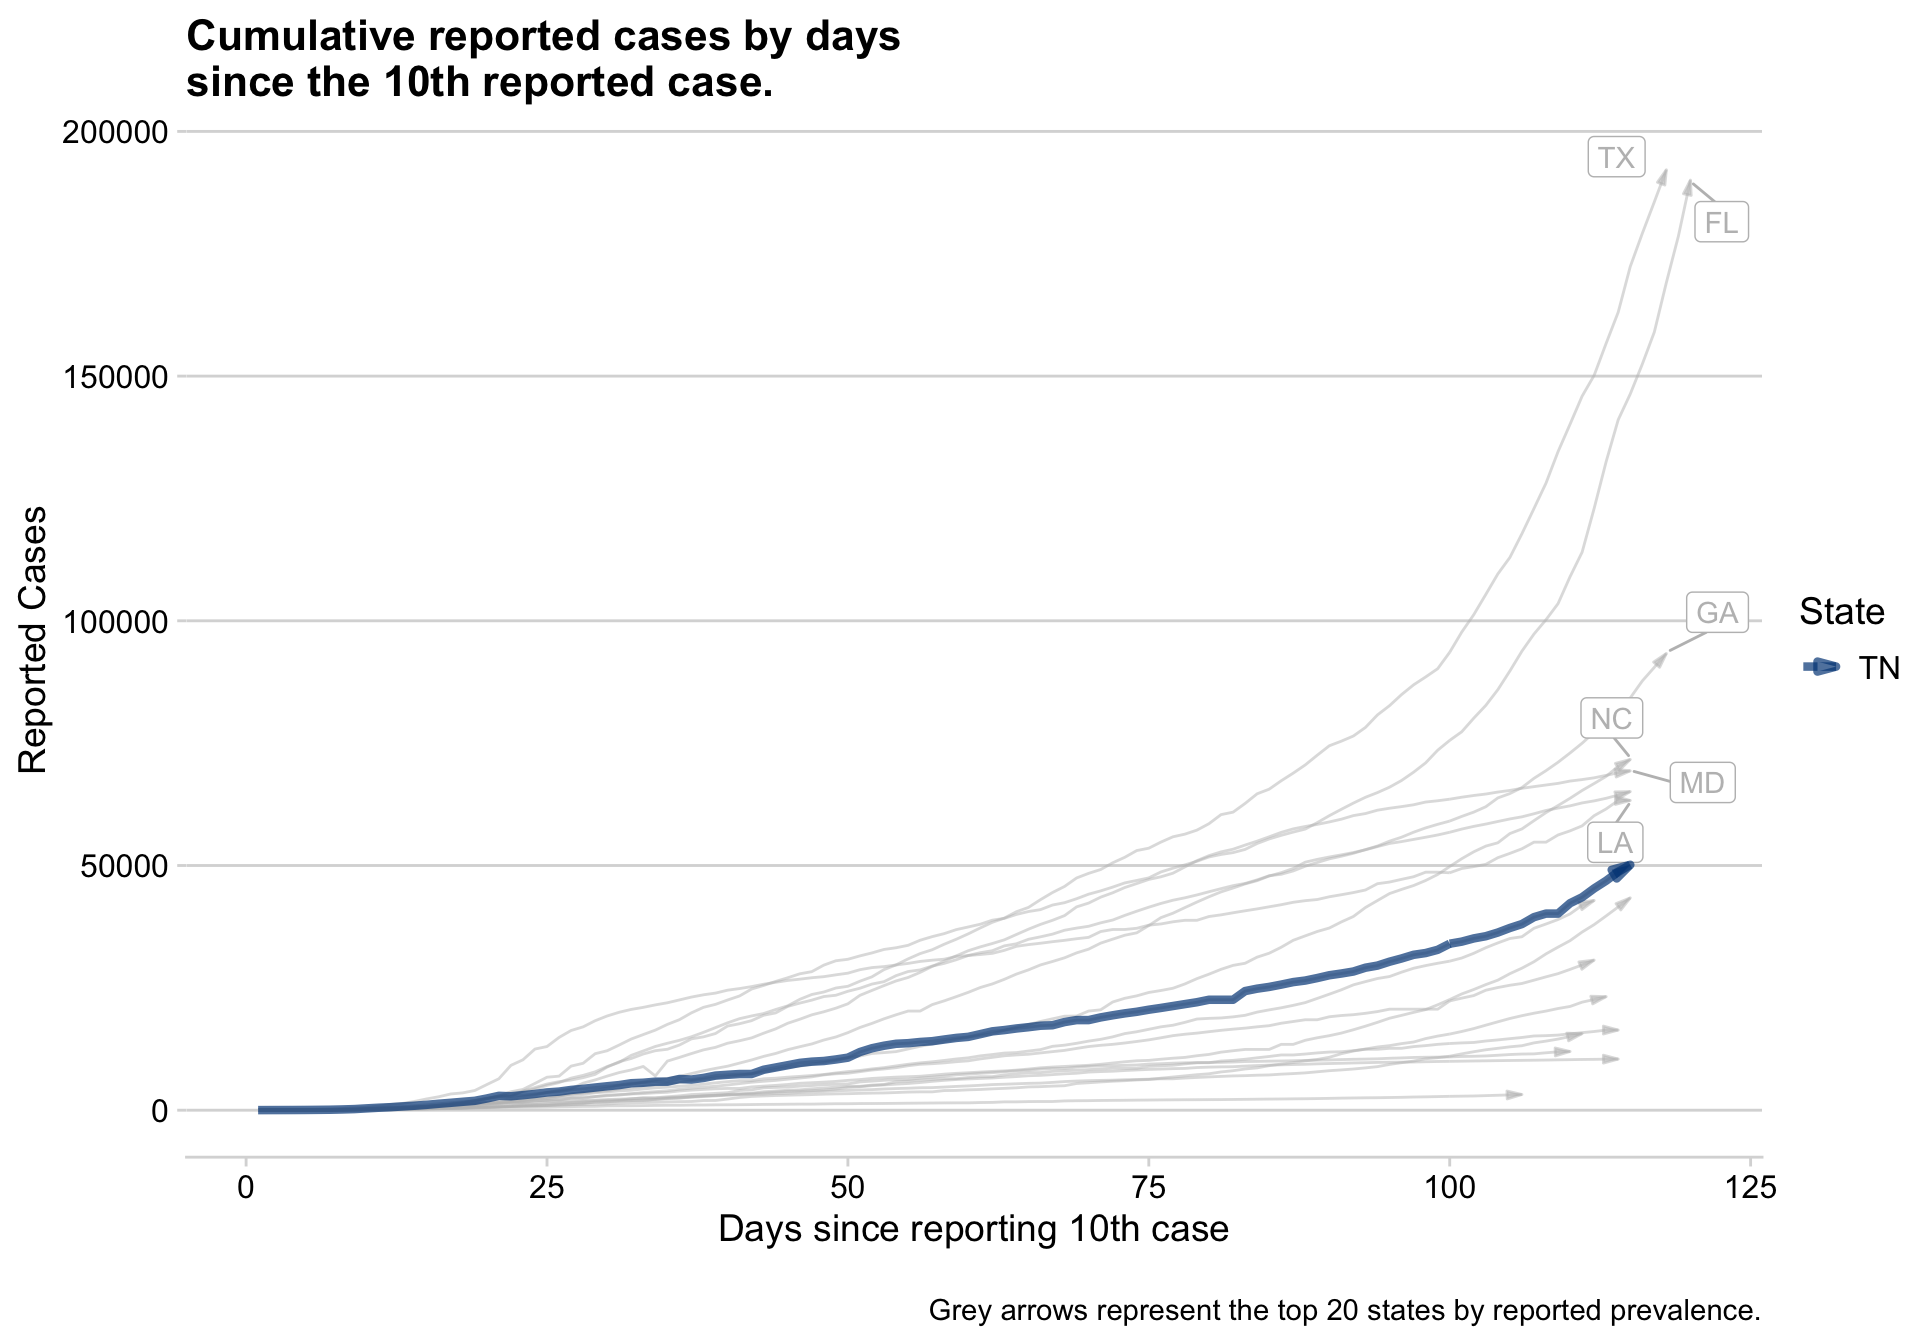 Cumulative reported cases by days
since the 10th reported case.
200000
150000
100000
50000
0
Reported Cases
TX
FL
GA
NC
MD
LA
State
TN
0 25 50 75 100 125
Days since reporting 10th case
Grey arrows represent the top 20 states by reported prevalence.